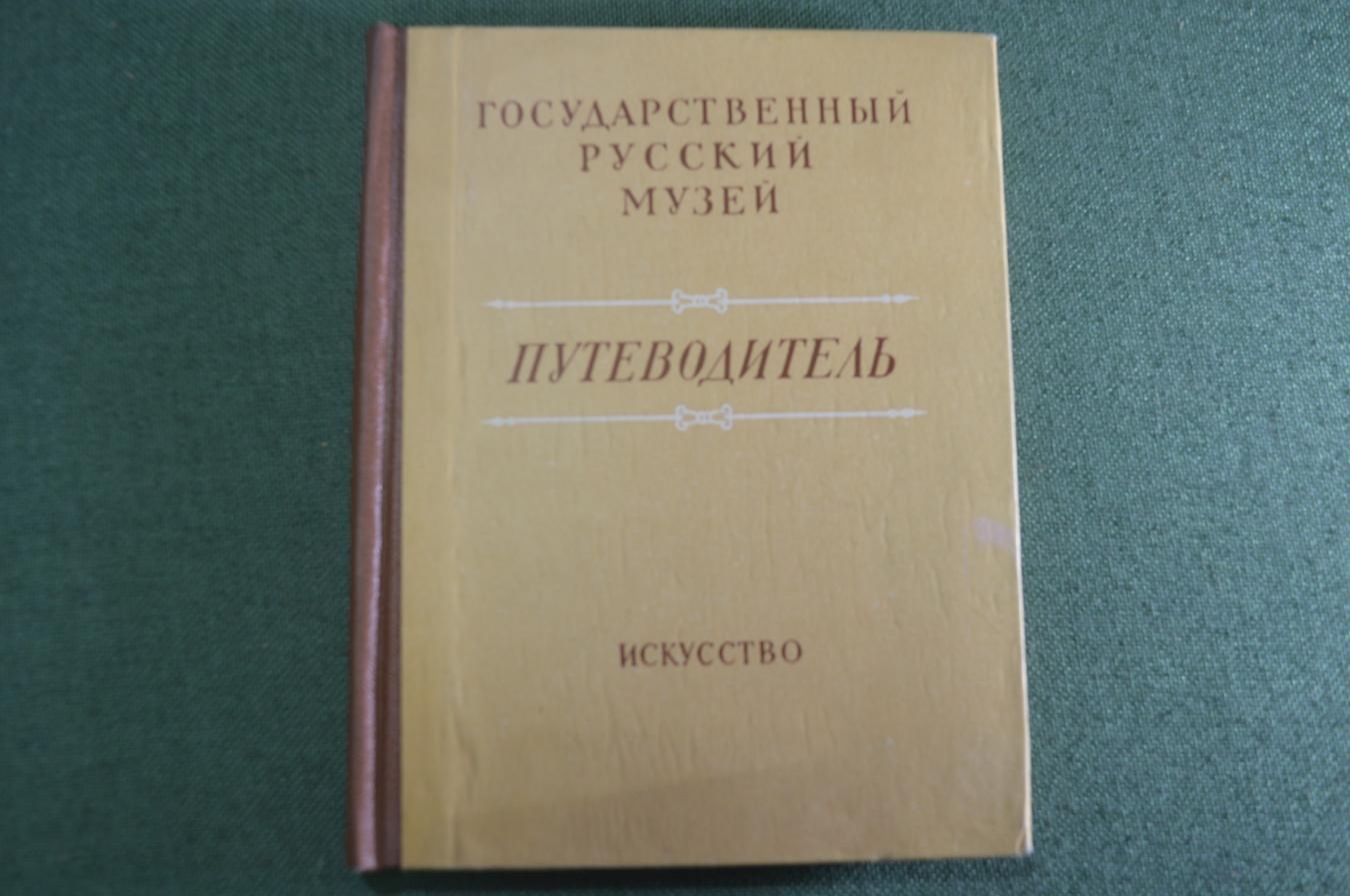 ГОСУДАРСТВЕННЫЙ
РУССКИЙ
МУЗЕЙ
ПУТЕВОДИТЕЛЬ
ИСКУССТВО